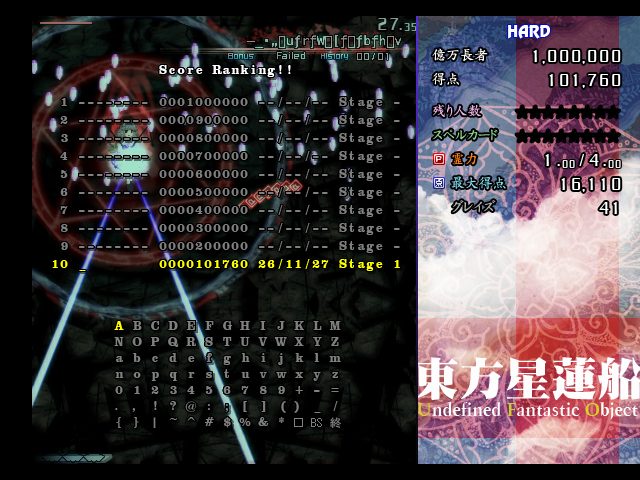 27.35
Bonus Failed History 00/01
Score Ranking!!
1 -------- 0001000000 --/--/-- Stage -
2 -------- 0000900000 --/--/-- Stage -
3 -------- 0000800000 --/--/-- Stage -
4 -------- 0000700000 --/--/-- Stage -
5 -------- 0000600000 --/--/-- Stage -
6 -------- 0000500000 --/--/-- Stage -
7 -------- 0000400000 --/--/-- Stage -
8 -------- 0000300000 --/--/-- Stage -
9 -------- 0000200000 --/--/-- Stage -
10 _ 0000101760 26/11/27 Stage 1
A B C D E F G H I J K L M
N O P Q R S T U V W X Y Z
a b c d e f g h i j k l m
n o p q r s t u v w x y z
0 1 2 3 4 5 6 7 8 9 + - =
. , ! ? @ : ; [ ] ( ) _ /
{ } | ~ ^ # $ % & * □ BS 終
HARD
億万長者 1,000,000
得点 101,760
残り人数
スペルカード
P 霊力 1.00/4.00
点 最大得点 16,110
グレイズ 41
東方星蓮船
Undefined Fantastic Object